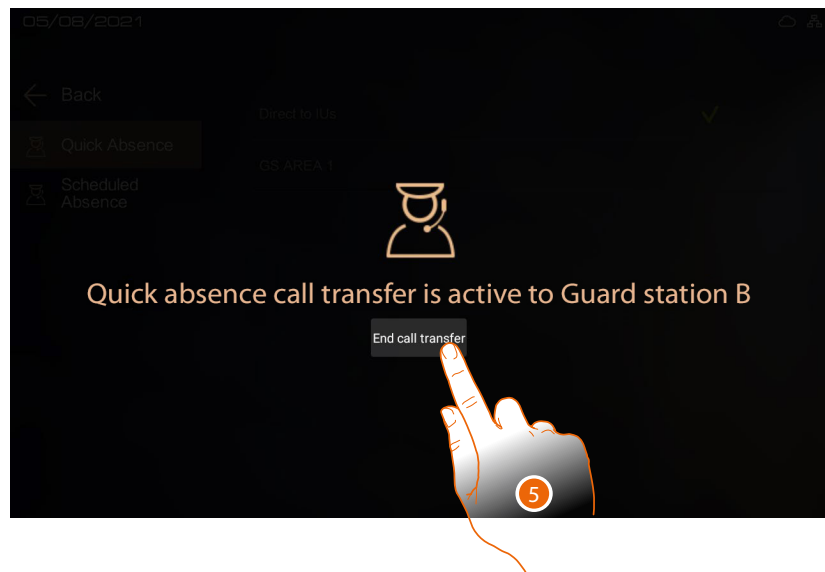 05/08/2021
Back
Direct to IUs
Quick Absence
GS AREA 1
Scheduled
Absence
Quick absence call transfer is active to Guard station B
End call transfer
5